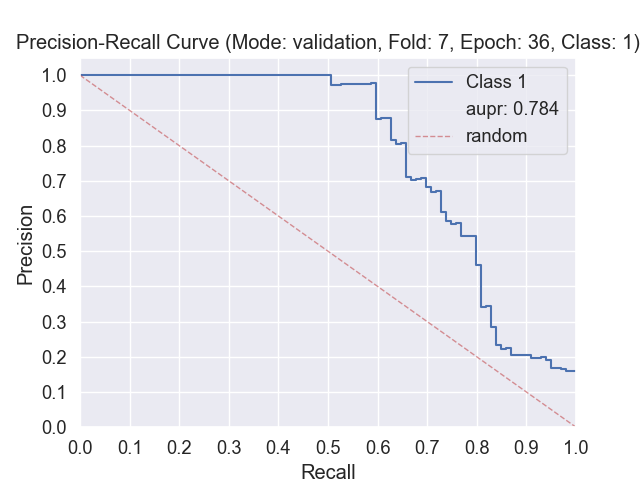 Precision-Recall Curve (Mode: validation, Fold: 7, Epoch: 36, Class: 1)
1.0
0.9
0.8
0.7
0.6
0.5
0.4
0.3
0.2
0.1
0.0
Precision
Class 1
aupr: 0.784
random
0.0 0.1 0.2 0.3 0.4 0.5 0.6 0.7 0.8 0.9 1.0
Recall